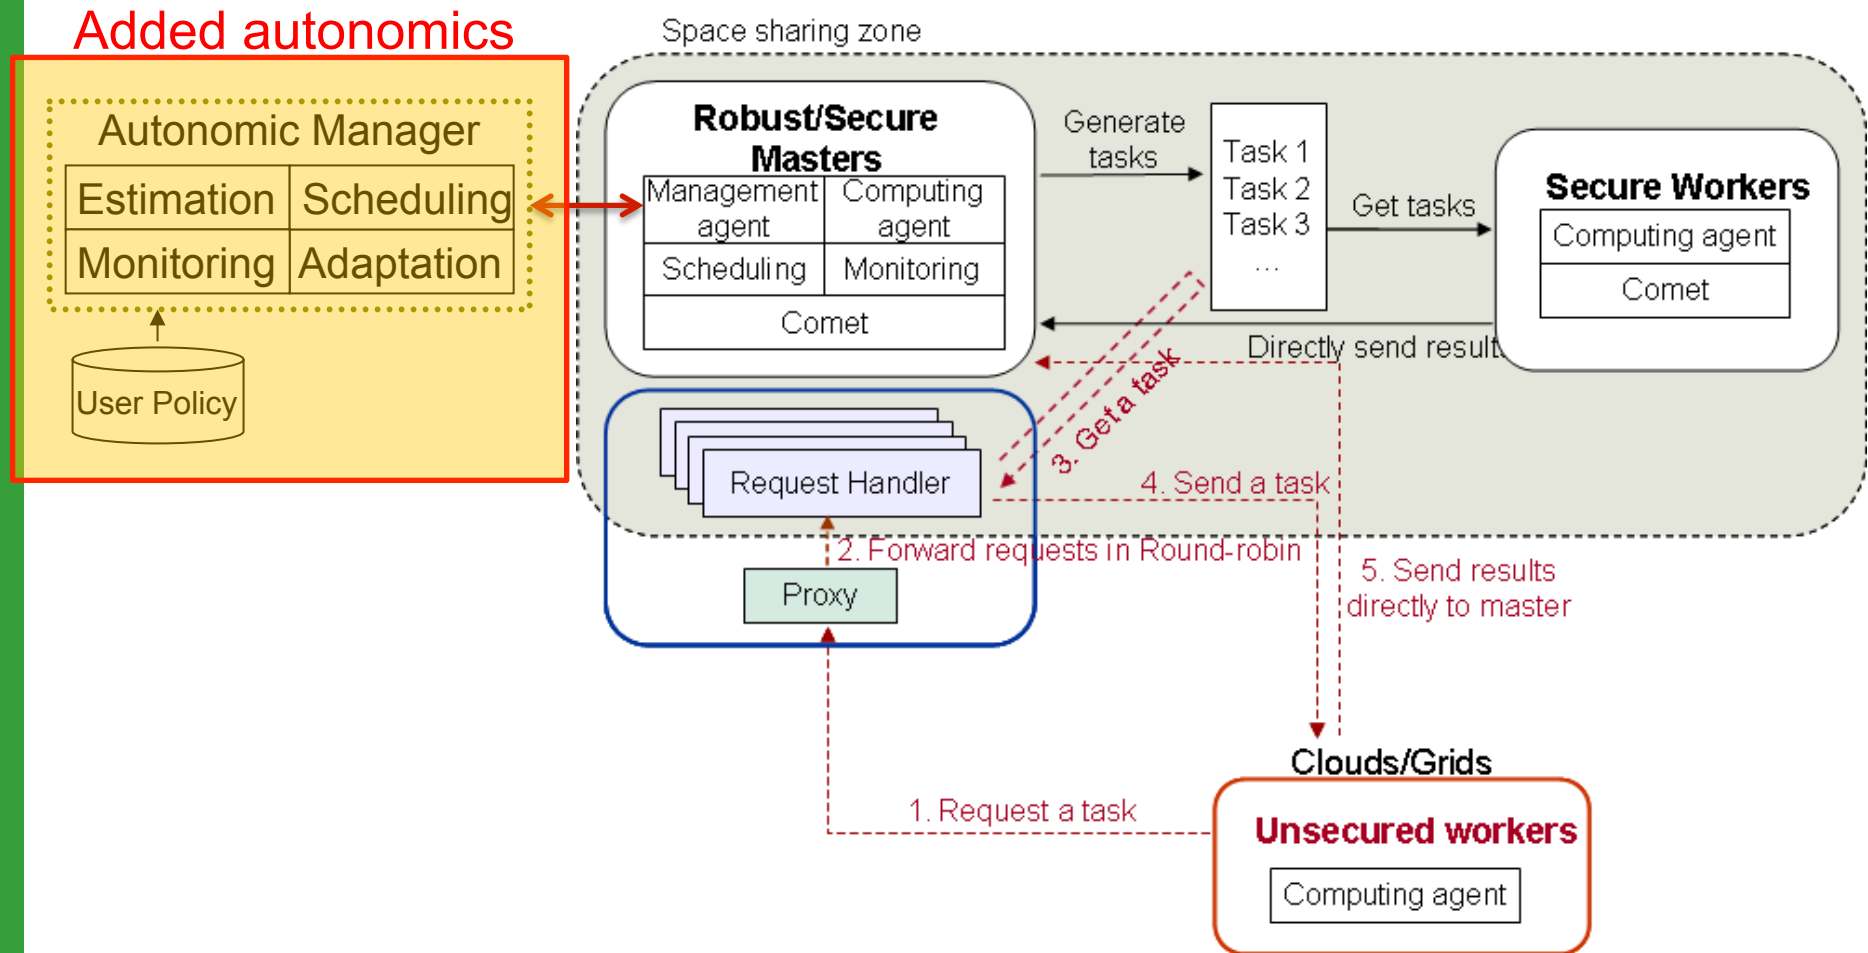 Added autonomics
Autonomic Manager
Estimation
Scheduling
Monitoring
Adaptation
User Policy
Space sharing zone
Robust/Secure
Masters
Management
agent
Computing
agent
Scheduling
Monitoring
Comet
Generate
tasks
Task 1
Task 2
Task 3
...
Get tasks
Secure Workers
Computing agent
Comet
Directly send result
3. Get a task
Request Handler
4. Send a task
2. Forward requests in Round-robin
Proxy
5. Send results
directly to master
1. Request a task
Clouds/Grids
Unsecured workers
Computing agent